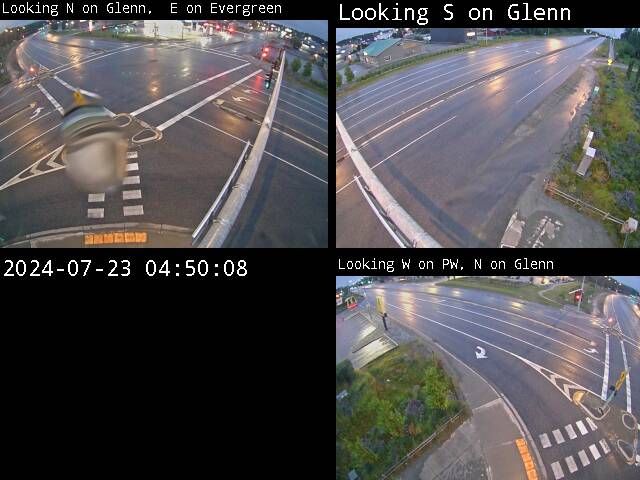 Looking N on Glenn,  E on Evergreen
Looking S on Glenn
2024-07-23 04:50:08
Looking W on PW, N on Glenn